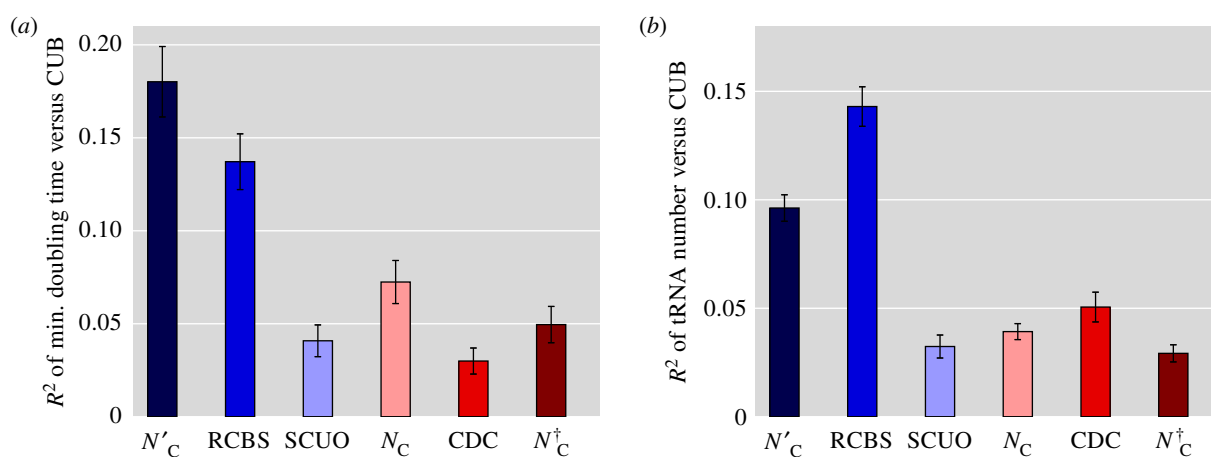 (a)
R² of min. doubling time versus CUB
0.20
0.15
0.10
0.05
0
N′C RCBS SCUO NC CDC N†C
(b)
R² of tRNA number versus CUB
0.15
0.10
0.05
0
N′C RCBS SCUO NC CDC N†C